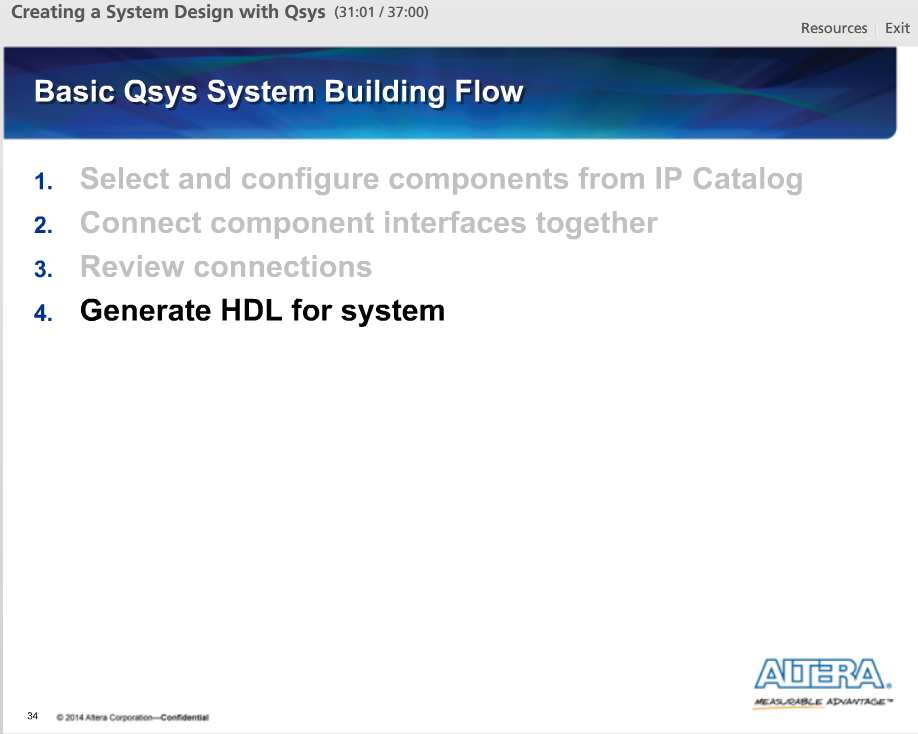 Creating a System Design with Qsys (31:01 / 37:00)
Resources Exit
Basic Qsys System Building Flow
1. Select and configure components from IP Catalog
2. Connect component interfaces together
3. Review connections
4. Generate HDL for system
ALTERA®
MEASURABLE ADVANTAGE™
34 © 2014 Altera Corporation—Confidential